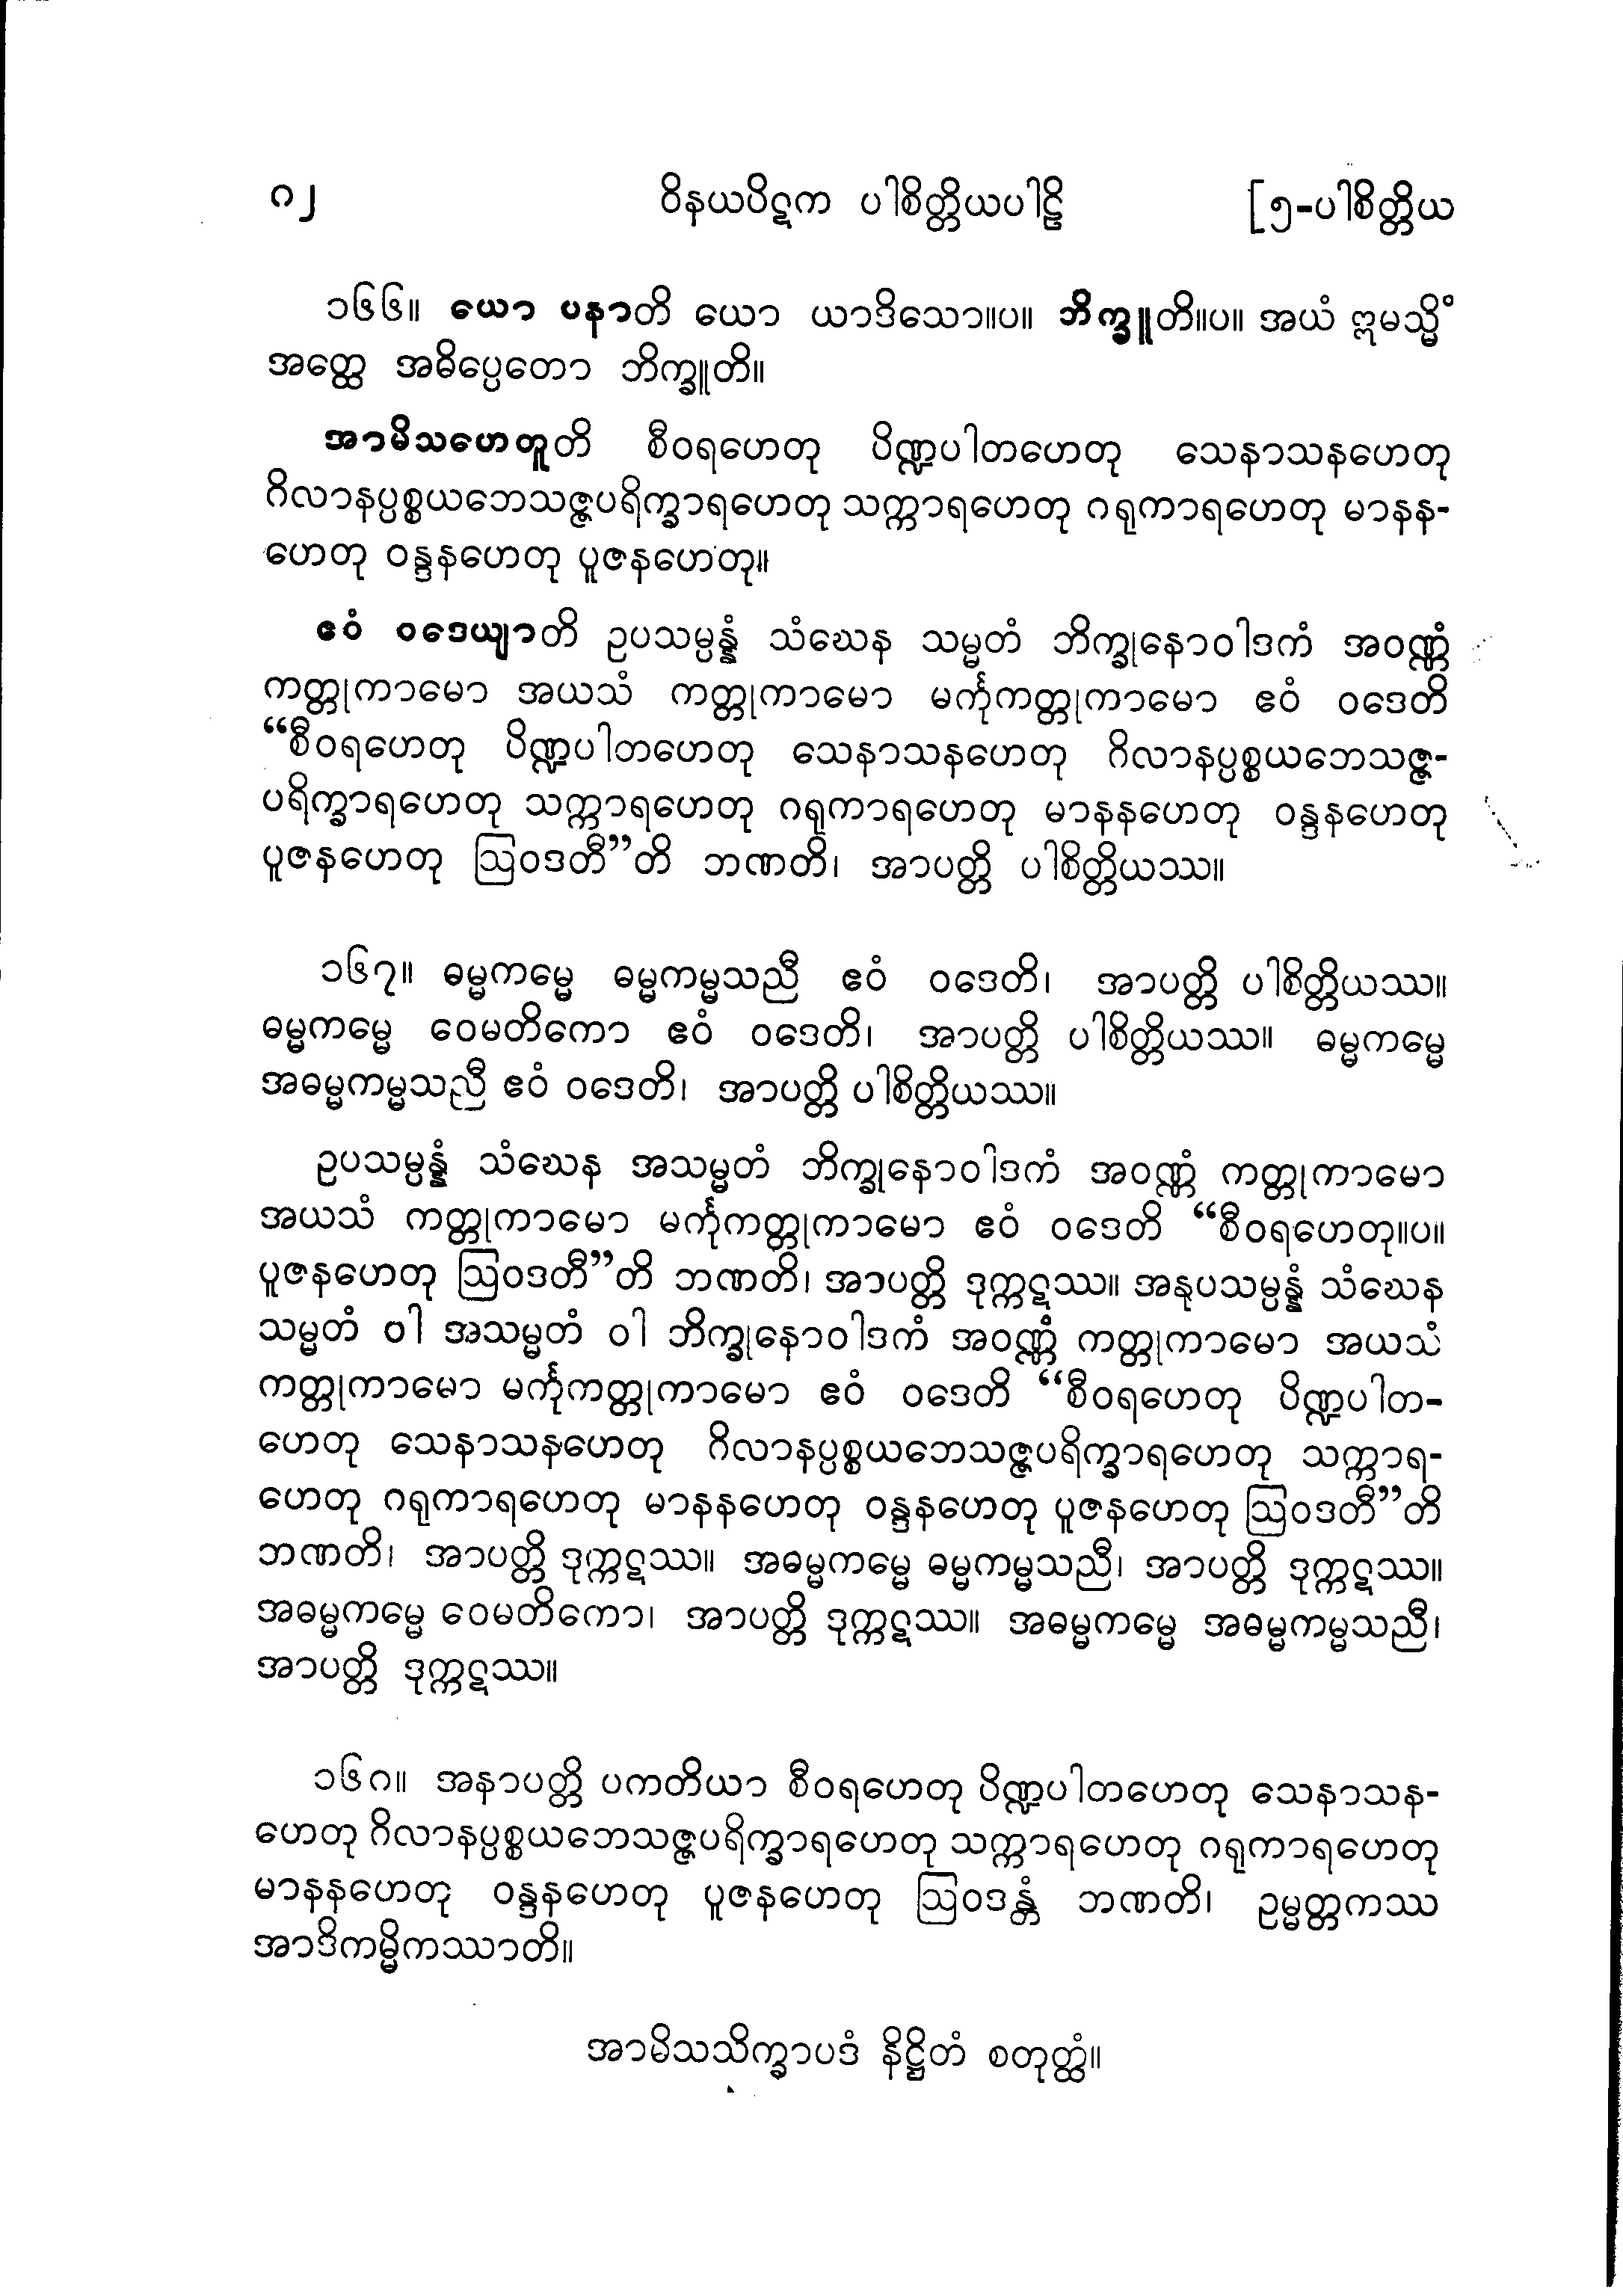 ၈၂ ဝိနယပိဋက ပါစိတ္တိယပါဠိ [၅-ပါစိတ္တိယ
၁၆၆။ ယော ပနာတိ ယော ယာဒိသော။ပ။ ဘိက္ခူတိ။ပ။ အယံ ဣမသ္မိံ
အတ္ထေ အဓိပ္ပေတော ဘိက္ခူတိ။
အာမိသဟေတူတိ စီဝရဟေတု ပိဏ္ဍပါတဟေတု သေနာသနဟေတု
ဂိလာနပ္ပစ္စယဘေသဇ္ဇပရိက္ခာရဟေတု သက္ကာရဟေတု ဂရုကာရဟေတု မာနန-
ဟေတု ဝန္ဒနဟေတု ပူဇနဟေတု။
ဧဝံ ဝဒေယျာတိ ဥပသမ္ပန္နံ သံဃေန သမ္မတံ ဘိက္ခုနောဝါဒကံ အဝဏ္ဏံ
ကတ္တုကာမော အယသံ ကတ္တုကာမော မင်္ကုကတ္တုကာမော ဧဝံ ဝဒေတိ
“စီဝရဟေတု ပိဏ္ဍပါတဟေတု သေနာသနဟေတု ဂိလာနပ္ပစ္စယဘေသဇ္ဇ-
ပရိက္ခာရဟေတု သက္ကာရဟေတု ဂရုကာရဟေတု မာနနဟေတု ဝန္ဒနဟေတု
ပူဇနဟေတု ဩဝဒတီ”တိ ဘဏတိ၊ အာပတ္တိ ပါစိတ္တိယဿ။
၁၆၇။ ဓမ္မကမ္မေ ဓမ္မကမ္မသညီ ဧဝံ ဝဒေတိ၊ အာပတ္တိ ပါစိတ္တိယဿ။
ဓမ္မကမ္မေ ဝေမတိကော ဧဝံ ဝဒေတိ၊ အာပတ္တိ ပါစိတ္တိယဿ။ ဓမ္မကမ္မေ
အဓမ္မကမ္မသညီ ဧဝံ ဝဒေတိ၊ အာပတ္တိ ပါစိတ္တိယဿ။
ဥပသမ္ပန္နံ သံဃေန အသမ္မတံ ဘိက္ခုနောဝါဒကံ အဝဏ္ဏံ ကတ္တုကာမော
အယသံ ကတ္တုကာမော မင်္ကုကတ္တုကာမော ဧဝံ ဝဒေတိ “စီဝရဟေတု။ပ။
ပူဇနဟေတု ဩဝဒတီ”တိ ဘဏတိ၊ အာပတ္တိ ဒုက္ကဋဿ။ အနုပသမ္ပန္နံ သံဃေန
သမ္မတံ ဝါ အသမ္မတံ ဝါ ဘိက္ခုနောဝါဒကံ အဝဏ္ဏံ ကတ္တုကာမော အယသံ
ကတ္တုကာမော မင်္ကုကတ္တုကာမော ဧဝံ ဝဒေတိ “စီဝရဟေတု ပိဏ္ဍပါတ-
ဟေတု သေနာသနဟေတု ဂိလာနပ္ပစ္စယဘေသဇ္ဇပရိက္ခာရဟေတု သက္ကာရ-
ဟေတု ဂရုကာရဟေတု မာနနဟေတု ဝန္ဒနဟေတု ပူဇနဟေတု ဩဝဒတီ”တိ
ဘဏတိ၊ အာပတ္တိ ဒုက္ကဋဿ။ အဓမ္မကမ္မေ ဓမ္မကမ္မသညီ၊ အာပတ္တိ ဒုက္ကဋဿ။
အဓမ္မကမ္မေ ဝေမတိကော၊ အာပတ္တိ ဒုက္ကဋဿ။ အဓမ္မကမ္မေ အဓမ္မကမ္မသညီ၊
အာပတ္တိ ဒုက္ကဋဿ။
၁၆၈။ အနာပတ္တိ ပကတိယာ စီဝရဟေတု ပိဏ္ဍပါတဟေတု သေနာသန-
ဟေတု ဂိလာနပ္ပစ္စယဘေသဇ္ဇပရိက္ခာရဟေတု သက္ကာရဟေတု ဂရုကာရဟေတု
မာနနဟေတု ဝန္ဒနဟေတု ပူဇနဟေတု ဩဝဒန္တံ ဘဏတိ၊ ဥမ္မတ္တကဿ
အာဒိကမ္မိကဿာတိ။
အာမိသသိက္ခာပဒံ နိဋ္ဌိတံ စတုတ္ထံ။